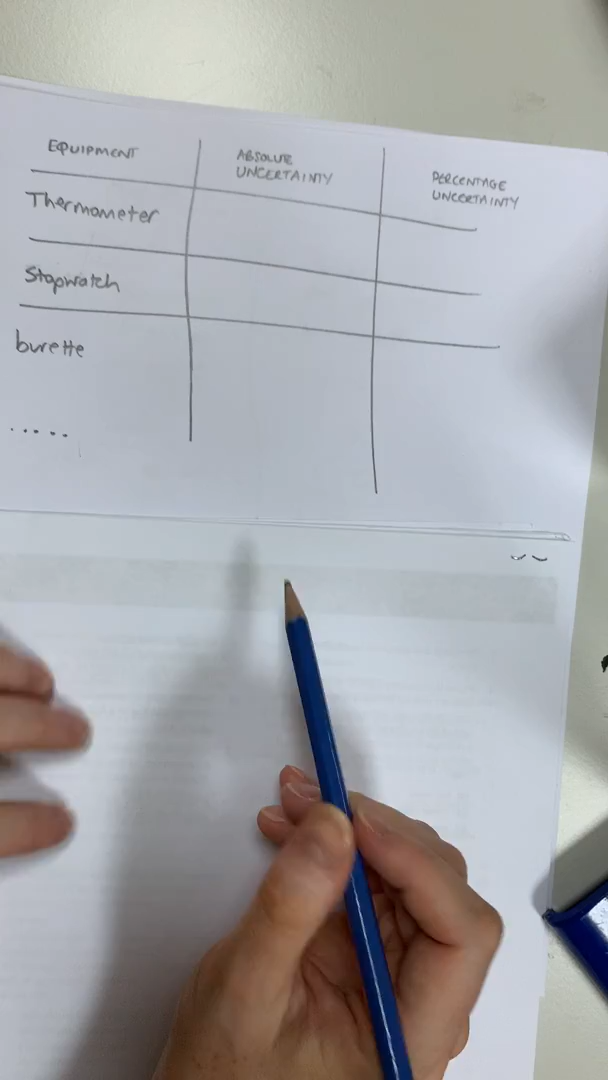 EQUIPMENT
ABSOLUTE
UNCERTAINTY
PERCENTAGE
UNCERTAINTY
Thermometer
Stopwatch
burette
.....